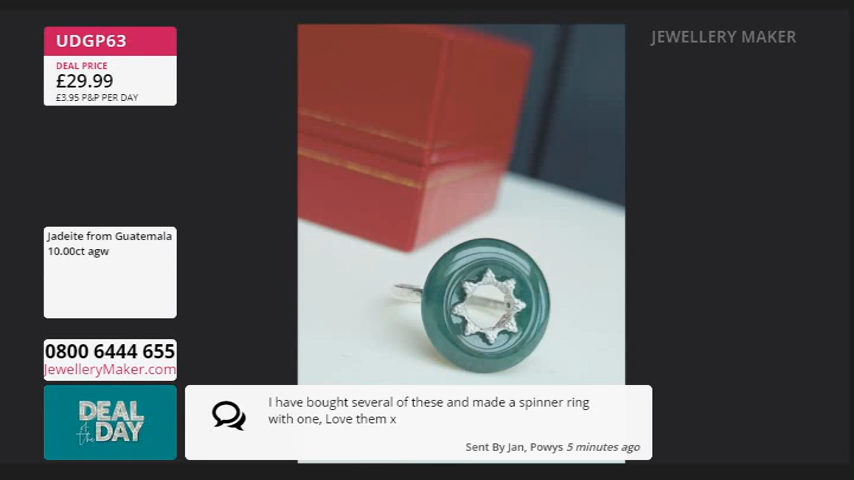 UDGP63
DEAL PRICE
£29.99
£3.95 P&P PER DAY
JEWELLERY MAKER
Jadeite from Guatemala
10.00ct agw
0800 6444 655
JewelleryMaker.com
DEAL
of the
DAY
I have bought several of these and made a spinner ring
with one, Love them x
Sent By Jan, Powys 5 minutes ago